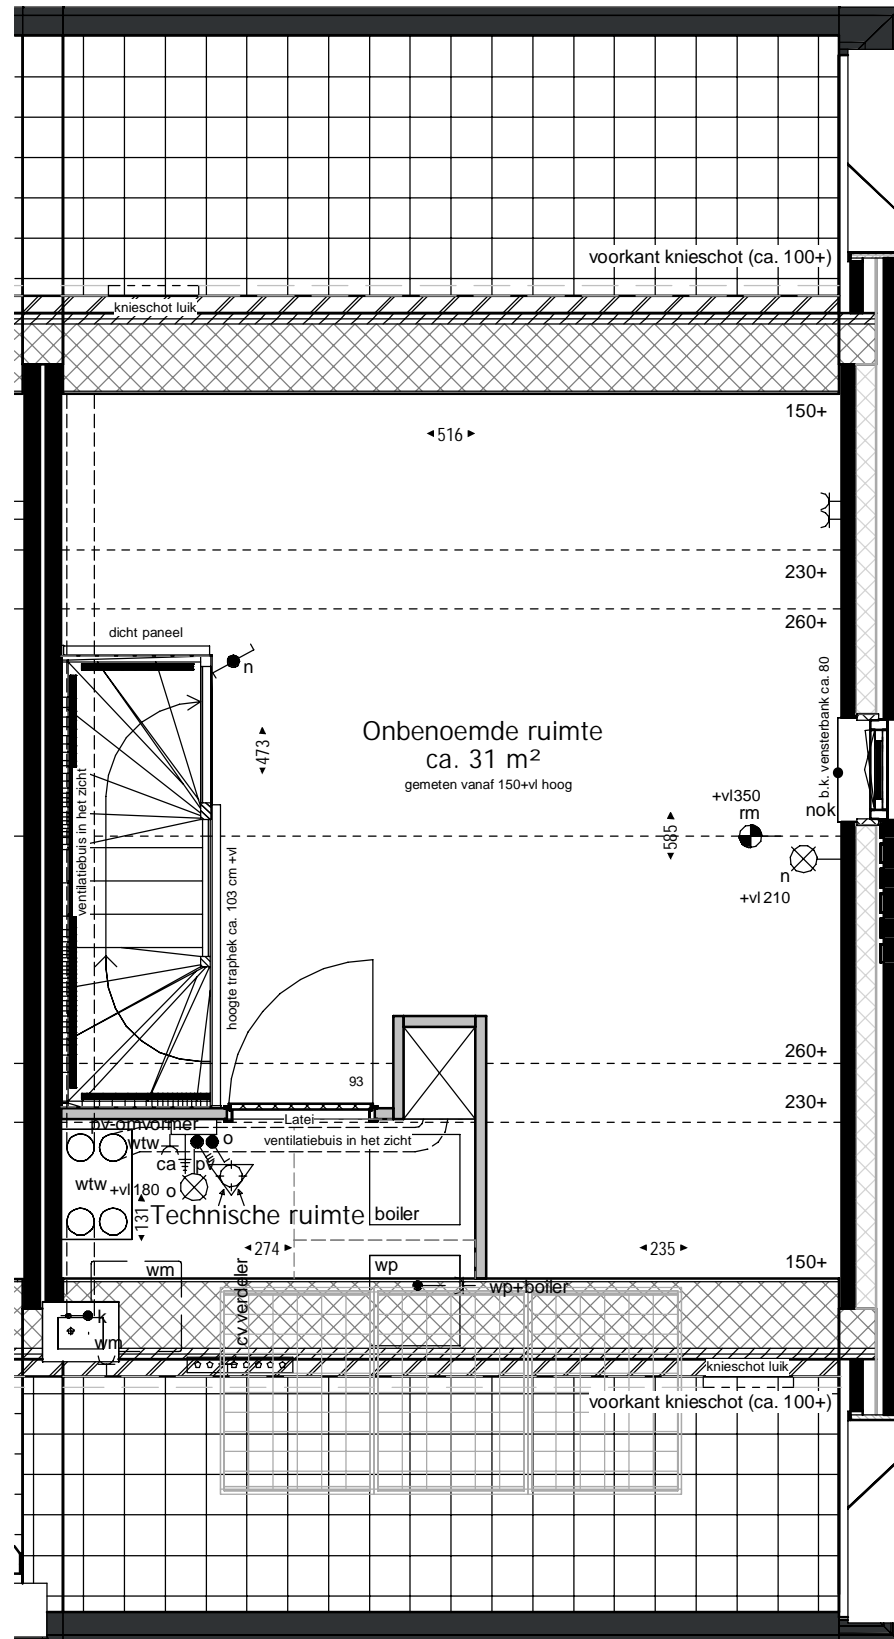 voorkant knieschot (ca. 100+)
knieschot luik
150+
516
230+
260+
dicht paneel
n
b.k. vensterbank ca. 80
Onbenoemde ruimte
ca. 31 m²
gemeten vanaf 150+vl hoog
473
ventilatiebuis in het zicht
+vl350
rm
nok
585
n
+vl 210
hoogte traphek ca. 103 cm +vl
260+
93
230+
pv-omvormer
Latei
wtw
o
ventilatiebuis in het zicht
ca
pv
wtw
+vl 180
o
131
Technische ruimte
boiler
274
235
150+
wm
wp
wp+boiler
cv verdeler
k
wm
knieschot luik
voorkant knieschot (ca. 100+)